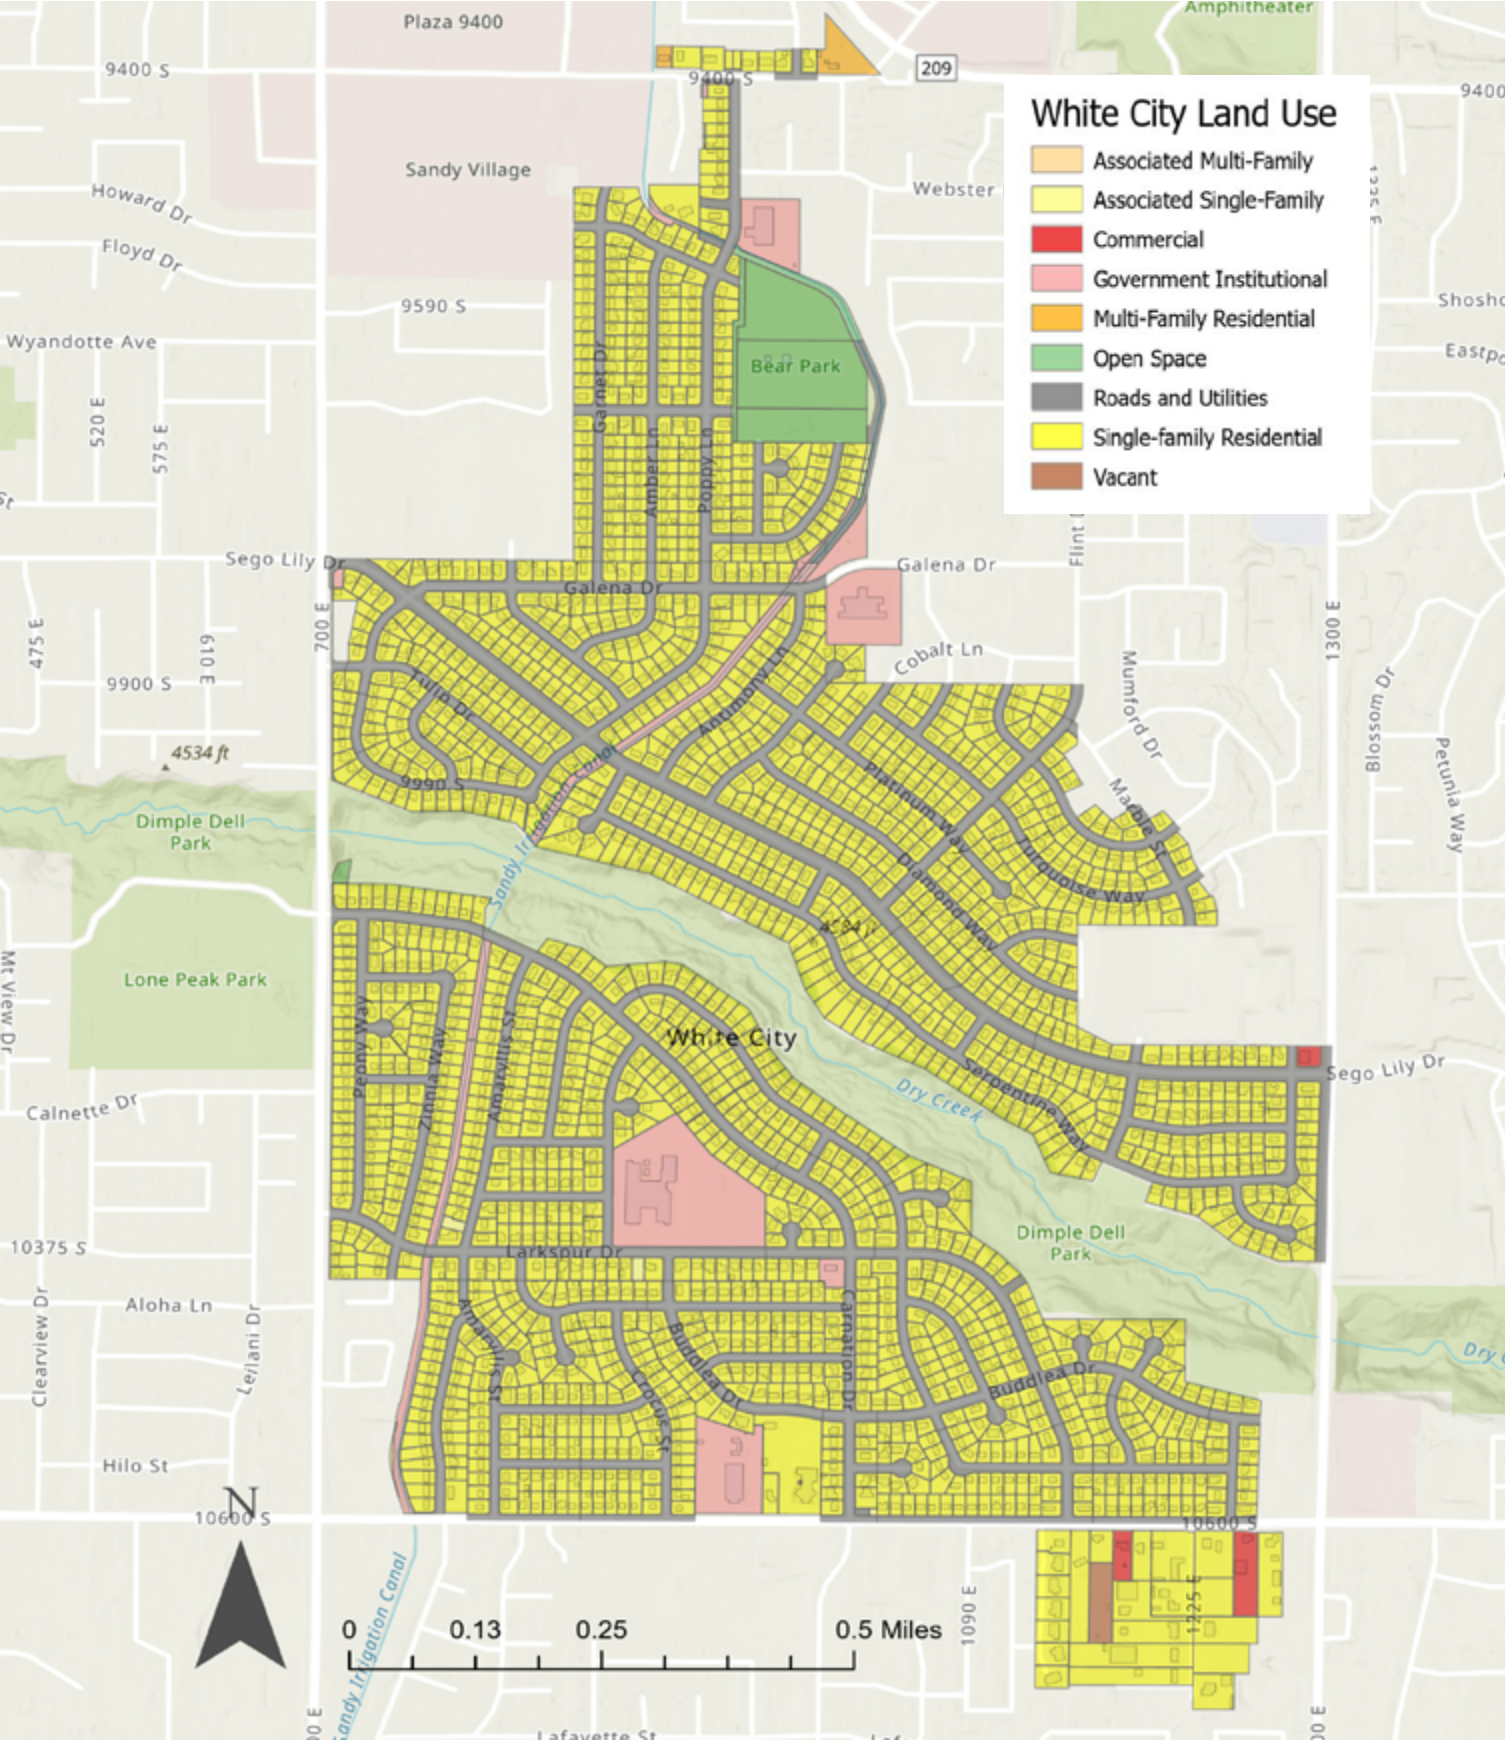 Plaza 9400
Amphitheater
9400 S
9400 S
209
9400
White City Land Use
Associated Multi-Family
Associated Single-Family
Commercial
Government Institutional
Multi-Family Residential
Open Space
Roads and Utilities
Single-family Residential
Vacant
Sandy Village
Howard Dr
Webster
Floyd Dr
9590 S
Wyandotte Ave
Bear Park
Garnet Dr
520 E
575 E
Amber Ln
Poppy Ln
St
Sego Lily Dr
Galena Dr
Galena Dr
700 E
475 E
610 E
1300 E
Cobalt Ln
9900 S
Tulip Dr
Antimony Ln
Mumford Dr
Blossom Dr
Petunia Way
4534 ft
9990 S
Platinum Way
Marble St
Dimple Dell
Park
Turquoise Way
Diamond Way
Sandy Irrigation Canal
Lone Peak Park
Mt View Dr
Peony Way
Zinnia Way
Amaryllis St
White City
Sego Lily Dr
Dry Creek
Serpentine Way
Calnette Dr
Dimple Dell
Park
10375 S
Larkspur Dr
Aloha Ln
Clearview Dr
Leilani Dr
Amaryllis St
Buddlea Dr
Carnation Dr
Buddlea Dr
Crocus St
Dry
Hilo St
N
10600 S
10600 S
Sandy Irrigation Canal
0 0.13 0.25 0.5 Miles
1090 E
1225 E
Lafayette St